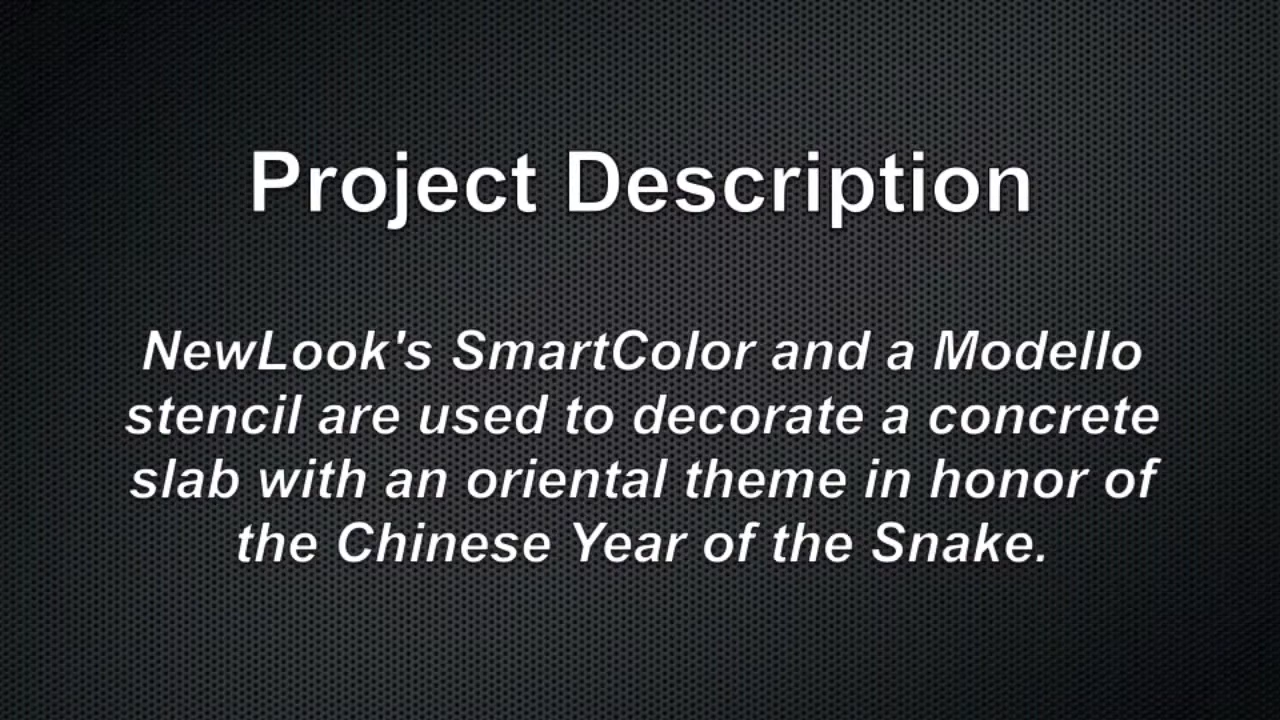 Project Description
NewLook's SmartColor and a Modello
stencil are used to decorate a concrete
slab with an oriental theme in honor of
the Chinese Year of the Snake.